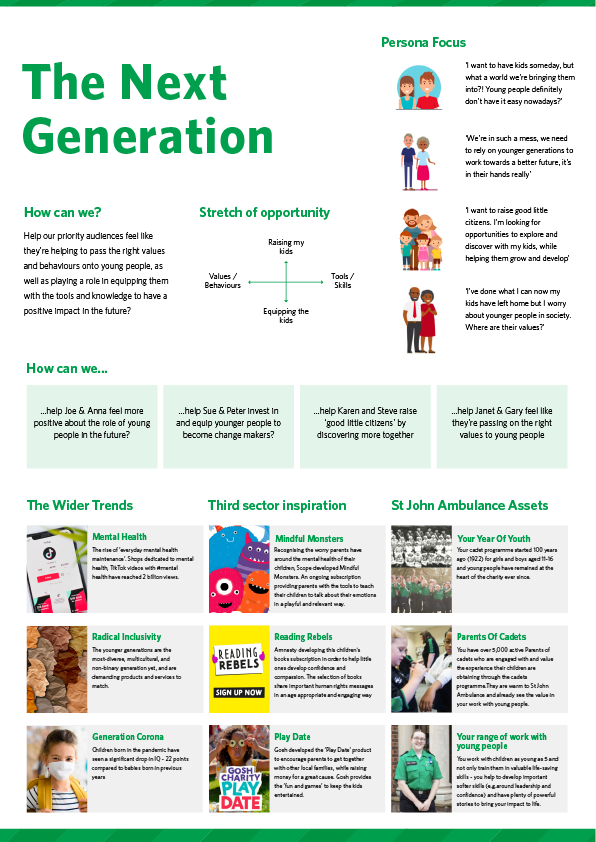 The Next
Generation
Persona Focus
'I want to have kids someday, but
what a world we're bringing them
into?! Young people definitely
don't have it easy nowadays?'
'We're in such a mess, we need
to rely on younger generations to
work towards a better future, it's
in their hands really'
'I want to raise good little
citizens. I'm looking for
opportunities to explore and
discover with my kids, while
helping them grow and develop'
'I've done what I can now my
kids have left home but I worry
about younger people in society.
Where are their values?'
How can we?
Help our priority audiences feel like
they're helping to pass the right values
and behaviours onto young people, as
well as playing a role in equipping them
with the tools and knowledge to have a
positive impact in the future?
Stretch of opportunity
Raising my
kids
Values /
Behaviours
Tools /
Skills
Equipping the
kids
How can we...
...help Joe & Anna feel more
positive about the role of young
people in the future?
...help Sue & Peter invest in
and equip younger people to
become change makers?
...help Karen and Steve raise
'good little citizens' by
discovering more together
...help Janet & Gary feel like
they're passing on the right
values to young people
The Wider Trends
Mental Health
The rise of 'everyday mental health
maintenance'. Shops dedicated to mental
health, TikTok videos with #mental
health have reached 2 billion views.
Radical Inclusivity
The younger generations are the
most-diverse, multicultural, and
non-binary generation yet, and are
demanding products and services to
match.
Generation Corona
Children born in the pandemic have
seen a significant drop in IQ - 22 points
compared to babies born in previous
years
Third sector inspiration
Mindful Monsters
Recognising the worry parents have
around the mental health of their
children, Scope developed Mindful
Monsters. An ongoing subscription
providing parents with the tools to teach
their children to talk about their emotions
in a playful and relevant way.
READING
REBELS
SIGN UP NOW
Reading Rebels
Amnesty developing this children's
books subscription in order to help little
ones develop confidence and
compassion. The selection of books
share important human rights messages
in an age appropriate and engaging way
GOSH
CHARITY
PLAY
DATE
Play Date
Gosh developed the 'Play Date' product
to encourage parents to get together
with other local families, while raising
money for a great cause. Gosh provides
the 'fun and games' to keep the kids
entertained.
St John Ambulance Assets
Your Year Of Youth
Your cadet programme started 100 years
ago (1922) for girls and boys aged 11-16
and young people have remained at the
heart of the charity ever since.
Parents Of Cadets
You have over 5,000 active Parents of
cadets who are engaged with and value
the experience their children are
obtaining through the cadets
programme.They are warm to St John
Ambulance and already see the value in
your work with young people.
Your range of work with
young people
You work with children as young as 5 and
not only train them in valuable life-saving
skills - you help to develop important
softer skills (e.g.around leadership and
confidence) and have plenty of powerful
stories to bring your impact to life.